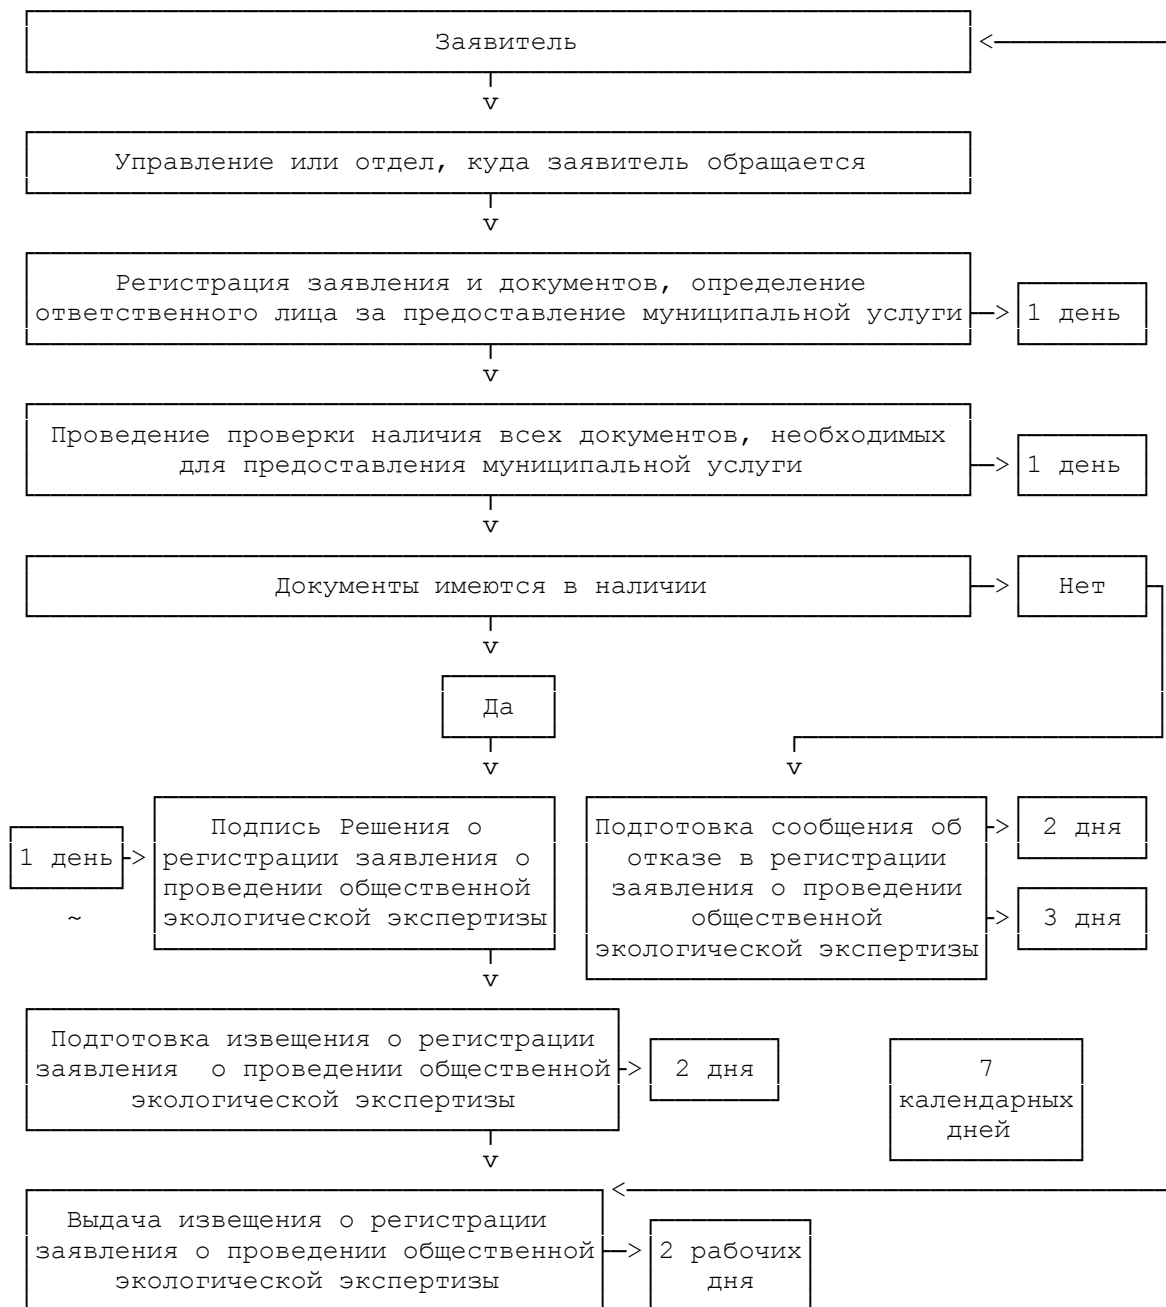 Заявитель
Управление или отдел, куда заявитель обращается
Регистрация заявления и документов, определение
ответственного лица за предоставление муниципальной услуги
1 день
Проведение проверки наличия всех документов, необходимых
для предоставления муниципальной услуги
1 день
Документы имеются в наличии
Нет
Да
1 день
~
Подпись Решения о
регистрации заявления о
проведении общественной
экологической экспертизы
Подготовка сообщения об
отказе в регистрации
заявления о проведении
общественной
экологической экспертизы
2 дня
3 дня
Подготовка извещения о регистрации
заявления о проведении общественной
экологической экспертизы
2 дня
7
календарных
дней
Выдача извещения о регистрации
заявления о проведении общественной
экологической экспертизы
2 рабочих
дня